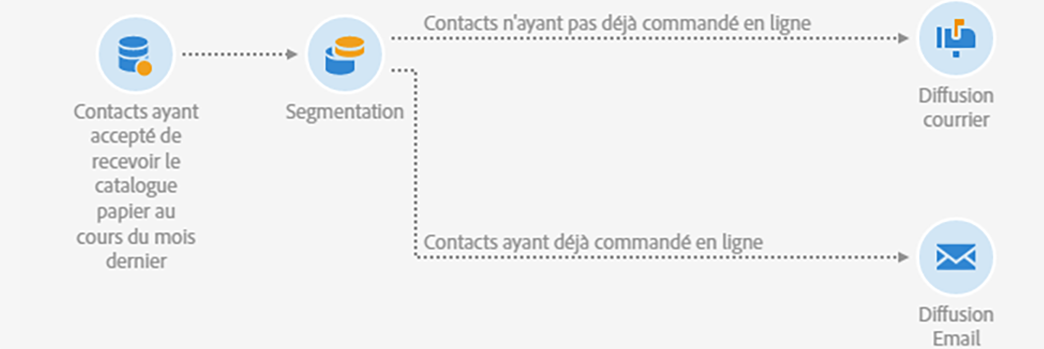 Contacts n'ayant pas déjà commandé en ligne
Contacts ayant
accepté de
recevoir le
catalogue
papier au
cours du mois
dernier
Segmentation
Diffusion
courrier
Contacts ayant déjà commandé en ligne
Diffusion
Email